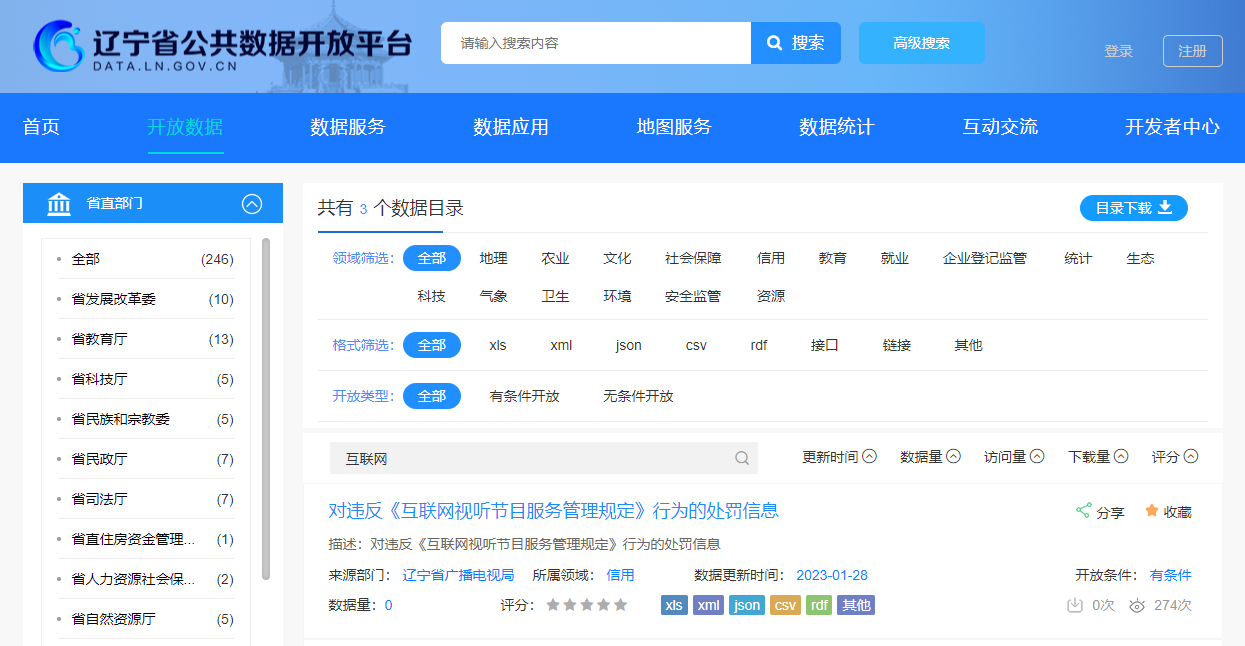 辽宁省公共数据开放平台
DATA.LN.GOV.CN
请输入搜索内容 搜索 高级搜索 登录 注册
首页 开放数据 数据服务 数据应用 地图服务 数据统计 互动交流 开发者中心
省直部门
全部 (246)
省发展改革委 (10)
省教育厅 (13)
省科技厅 (5)
省民族和宗教委 (5)
省民政厅 (7)
省司法厅 (7)
省直住房资金管理... (1)
省人力资源社会保... (2)
省自然资源厅 (5)
共有 3 个数据目录 目录下载
领域筛选: 全部 地理 农业 文化 社会保障 信用 教育 就业 企业登记监管 统计 生态
科技 气象 卫生 环境 安全监管 资源
格式筛选: 全部 xls xml json csv rdf 接口 链接 其他
开放类型: 全部 有条件开放 无条件开放
互联网 更新时间 数据量 访问量 下载量 评分
对违反《互联网视听节目服务管理规定》行为的处罚信息 分享 收藏
描述: 对违反《互联网视听节目服务管理规定》行为的处罚信息
来源部门: 辽宁省广播电视局 所属领域: 信用 数据更新时间: 2023-01-28 开放条件: 有条件
数据量: 0 评分: xls xml json csv rdf 其他 0次 274次